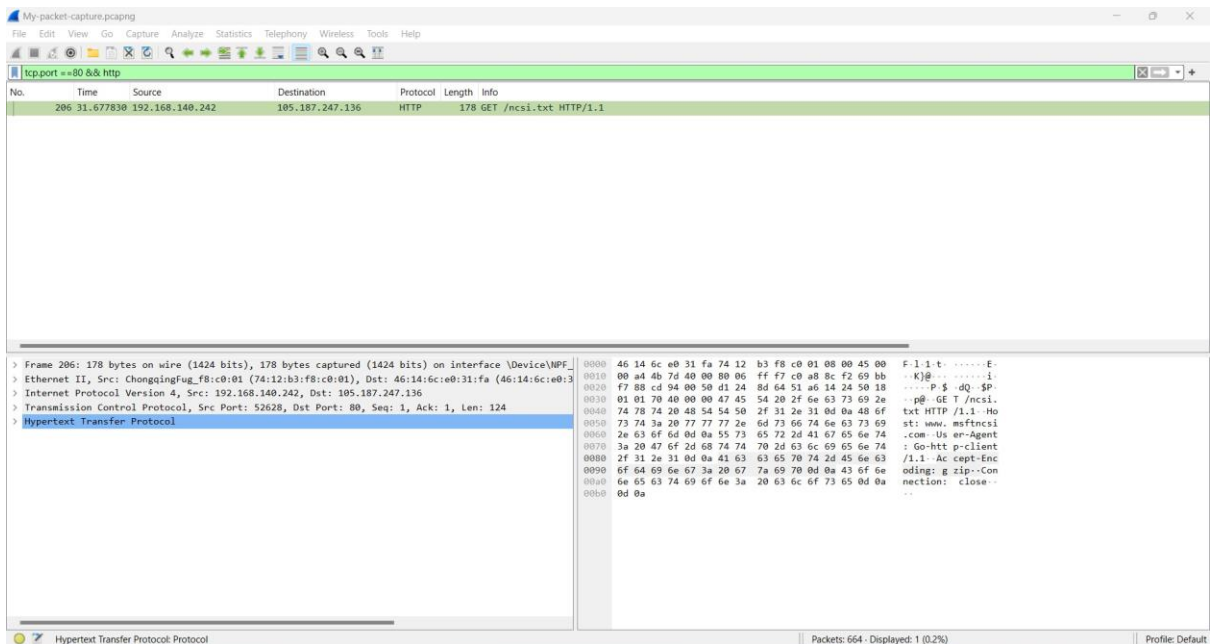 My-packet-capture.pcapng
File Edit View Go Capture Analyze Statistics Telephony Wireless Tools Help
tcp.port ==80 && http
No. Time Source Destination Protocol Length Info
206 31.677830 192.168.140.242 105.187.247.136 HTTP 178 GET /ncsi.txt HTTP/1.1
> Frame 206: 178 bytes on wire (1424 bits), 178 bytes captured (1424 bits) on interface \Device\NPF_
> Ethernet II, Src: ChongqingFug_f8:c0:01 (74:12:b3:f8:c0:01), Dst: 46:14:6c:e0:31:fa (46:14:6c:e0:3
> Internet Protocol Version 4, Src: 192.168.140.242, Dst: 105.187.247.136
> Transmission Control Protocol, Src Port: 52628, Dst Port: 80, Seq: 1, Ack: 1, Len: 124
> Hypertext Transfer Protocol
0000 46 14 6c e0 31 fa 74 12 b3 f8 c0 01 08 00 45 00 F·l·1·t· ······E·
0010 00 a4 4b 7d 40 00 80 06 ff f7 c0 a8 8c f2 69 bb ··K}@··· ······i·
0020 f7 88 cd 94 00 50 d1 24 8d 64 51 a6 14 24 50 18 ·····P·$ ·dQ··$P·
0030 01 01 70 40 00 00 47 45 54 20 2f 6e 63 73 69 2e ··p@··GE T /ncsi.
0040 74 78 74 20 48 54 54 50 2f 31 2e 31 0d 0a 48 6f txt HTTP /1.1··Ho
0050 73 74 3a 20 77 77 77 2e 6d 73 66 74 6e 63 73 69 st: www. msftncsi
0060 2e 63 6f 6d 0d 0a 55 73 65 72 2d 41 67 65 6e 74 .com··Us er-Agent
0070 3a 20 47 6f 2d 68 74 74 70 2d 63 6c 69 65 6e 74 : Go-htt p-client
0080 2f 31 2e 31 0d 0a 41 63 63 65 70 74 2d 45 6e 63 /1.1··Ac cept-Enc
0090 6f 64 69 6e 67 3a 20 67 7a 69 70 0d 0a 43 6f 6e oding: g zip··Con
00a0 6e 65 63 74 69 6f 6e 3a 20 63 6c 6f 73 65 0d 0a nection: close··
00b0 0d 0a ··
Hypertext Transfer Protocol: Protocol Packets: 664 · Displayed: 1 (0.2%) Profile: Default